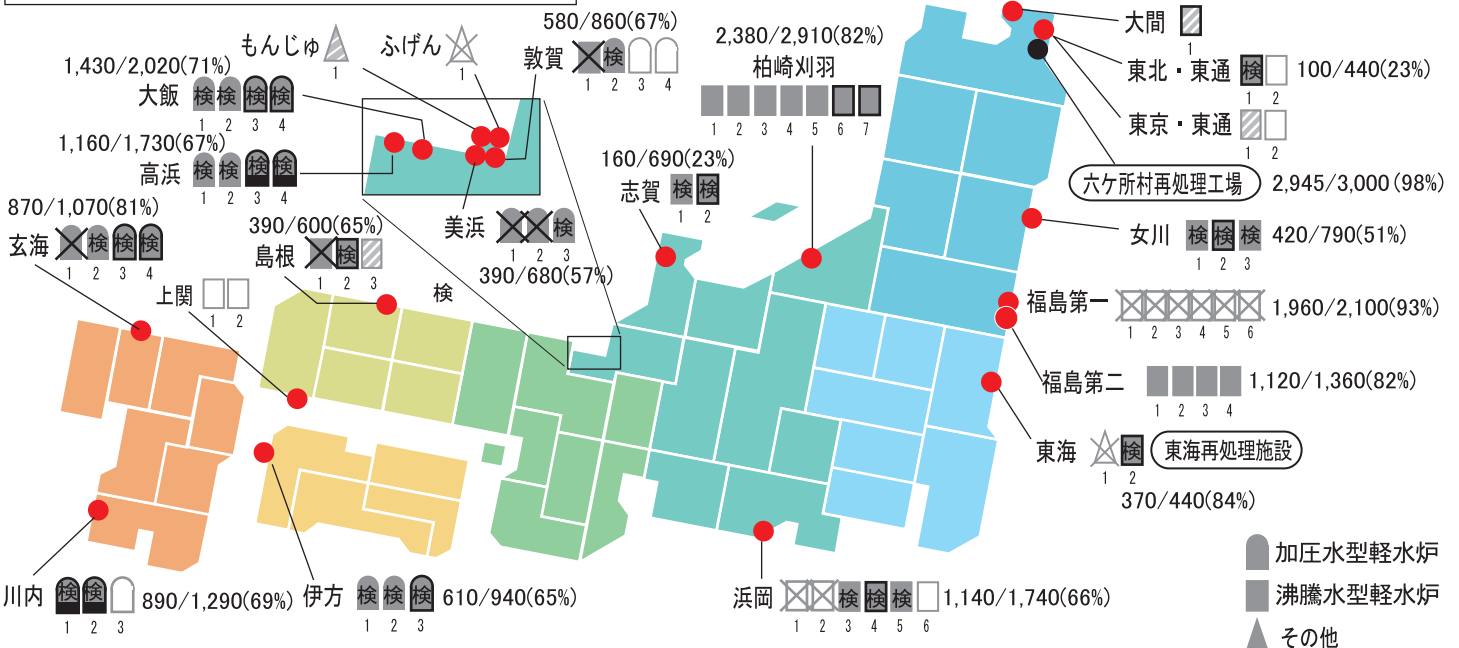 580/860(67%)
敦賀 検
1 2 3 4
もんじゅ
1
ふげん
1
1,430/2,020(71%)
大飯 検 検 検 検
1 2 3 4
1,160/1,730(67%)
高浜 検 検 検 検
1 2 3 4
870/1,070(81%)
玄海 検 検 検
1 2 3 4
390/600(65%)
島根 検
1 2 3
美浜 検
1 2 3
390/680(57%)
上関
1 2
検
2,380/2,910(82%)
柏崎刈羽
1 2 3 4 5 6 7
160/690(23%)
志賀 検 検
1 2
大間
1
東北・東通 検 100/440(23%)
1 2
東京・東通
1 2
六ケ所村再処理工場 2,945/3,000(98%)
女川 検 検 検 420/790(51%)
1 2 3
福島第一 1,960/2,100(93%)
1 2 3 4 5 6
福島第二 1,120/1,360(82%)
1 2 3 4
東海 検 東海再処理施設
1 2
370/440(84%)
川内 検 検 890/1,290(69%)
1 2 3
伊方 検 検 検 610/940(65%)
1 2 3
浜岡 検 検 検 1,140/1,740(66%)
1 2 3 4 5 6
加圧水型軽水炉
沸騰水型軽水炉
その他